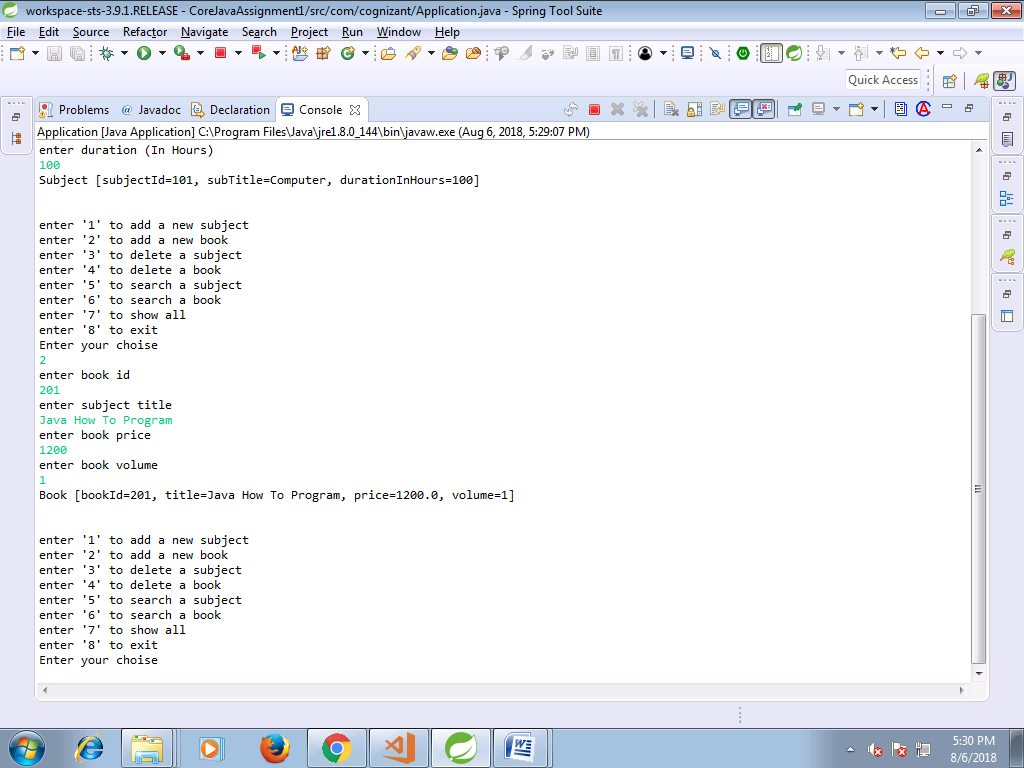 workspace-sts-3.9.1.RELEASE - CoreJavaAssignment1/src/com/cognizant/Application.java - Spring Tool Suite
File Edit Source Refactor Navigate Search Project Run Window Help
Quick Access
Problems @ Javadoc Declaration Console
Application [Java Application] C:\Program Files\Java\jre1.8.0_144\bin\javaw.exe (Aug 6, 2018, 5:29:07 PM)
enter duration (In Hours)
100
Subject [subjectId=101, subTitle=Computer, durationInHours=100]
enter '1' to add a new subject
enter '2' to add a new book
enter '3' to delete a subject
enter '4' to delete a book
enter '5' to search a subject
enter '6' to search a book
enter '7' to show all
enter '8' to exit
Enter your choise
2
enter book id
201
enter subject title
Java How To Program
enter book price
1200
enter book volume
1
Book [bookId=201, title=Java How To Program, price=1200.0, volume=1]
enter '1' to add a new subject
enter '2' to add a new book
enter '3' to delete a subject
enter '4' to delete a book
enter '5' to search a subject
enter '6' to search a book
enter '7' to show all
enter '8' to exit
Enter your choise
5:30 PM
8/6/2018